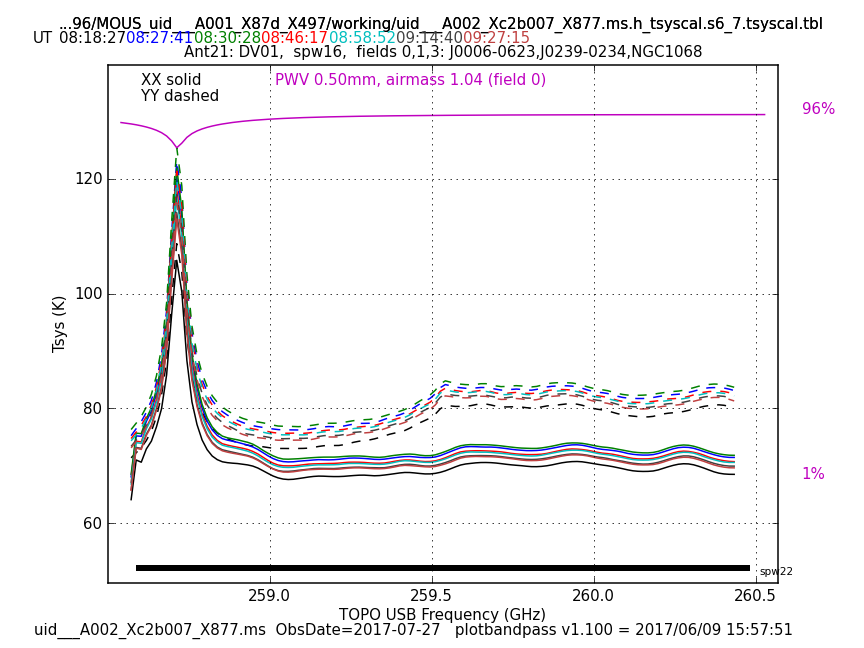 ...96/MOUS_uid___A001_X87d_X497/working/uid___A002_Xc2b007_X877.ms.h_tsyscal.s6_7.tsyscal.tbl
UT 08:18:27 08:27:41 08:30:28 08:46:17 08:58:52 09:14:40 09:27:15
Ant21: DV01, spw16, fields 0,1,3: J0006-0623,J0239-0234,NGC1068
XX solid
YY dashed
PWV 0.50mm, airmass 1.04 (field 0)
96%
120
100
80
60
Tsys (K)
1%
spw22
259.0 259.5 260.0 260.5
TOPO USB Frequency (GHz)
uid___A002_Xc2b007_X877.ms ObsDate=2017-07-27 plotbandpass v1.100 = 2017/06/09 15:57:51